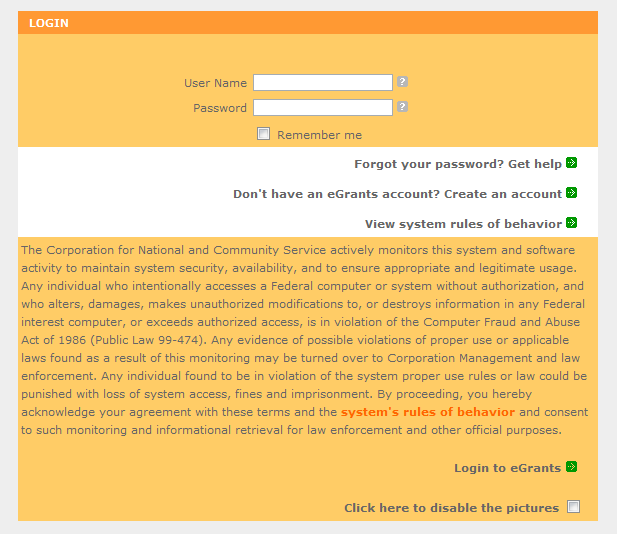 LOGIN
User Name ?
Password ?
Remember me
Forgot your password? Get help
Don't have an eGrants account? Create an account
View system rules of behavior
The Corporation for National and Community Service actively monitors this system and software
activity to maintain system security, availability, and to ensure appropriate and legitimate usage.
Any individual who intentionally accesses a Federal computer or system without authorization, and
who alters, damages, makes unauthorized modifications to, or destroys information in any Federal
interest computer, or exceeds authorized access, is in violation of the Computer Fraud and Abuse
Act of 1986 (Public Law 99-474). Any evidence of possible violations of proper use or applicable
laws found as a result of this monitoring may be turned over to Corporation Management and law
enforcement. Any individual found to be in violation of the system proper use rules or law could be
punished with loss of system access, fines and imprisonment. By proceeding, you hereby
acknowledge your agreement with these terms and the system's rules of behavior and consent
to such monitoring and informational retrieval for law enforcement and other official purposes.
Login to eGrants
Click here to disable the pictures